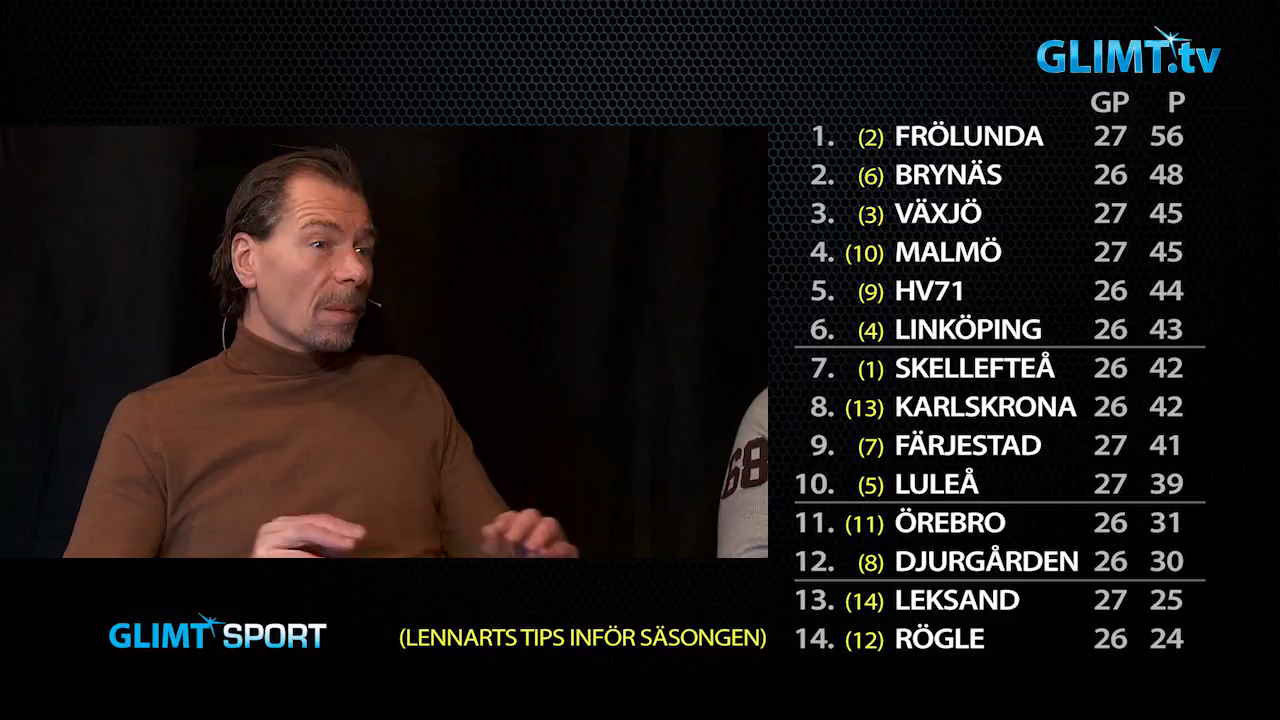 GLIMT.tv
GP P
1. (2) FRÖLUNDA 27 56
2. (6) BRYNÄS 26 48
3. (3) VÄXJÖ 27 45
4. (10) MALMÖ 27 45
5. (9) HV71 26 44
6. (4) LINKÖPING 26 43
7. (1) SKELLEFTEÅ 26 42
8. (13) KARLSKRONA 26 42
9. (7) FÄRJESTAD 27 41
10. (5) LULEÅ 27 39
11. (11) ÖREBRO 26 31
12. (8) DJURGÅRDEN 26 30
13. (14) LEKSAND 27 25
14. (12) RÖGLE 26 24
68
GLIMT SPORT (LENNARTS TIPS INFÖR SÄSONGEN)